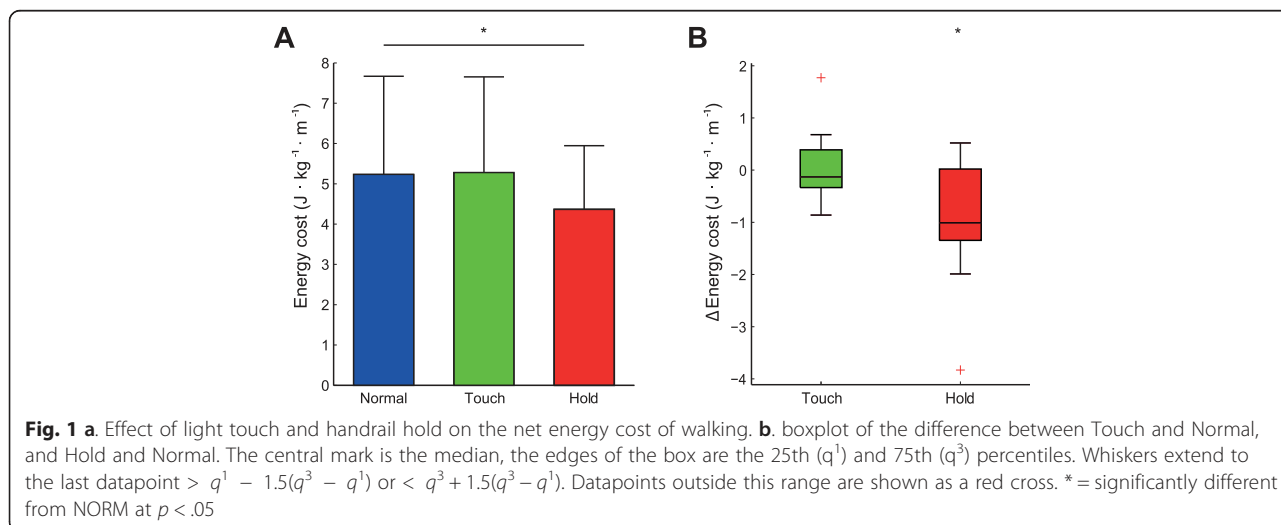 A
*
Energy cost (J · kg⁻¹ · m⁻¹)
8
7
6
5
4
3
2
1
0
Normal Touch Hold
B
*
Δ Energy cost (J · kg⁻¹ · m⁻¹)
2
1
0
−1
−2
−3
−4
Touch Hold
Fig. 1 a. Effect of light touch and handrail hold on the net energy cost of walking. b. boxplot of the difference between Touch and Normal,
and Hold and Normal. The central mark is the median, the edges of the box are the 25th (q¹) and 75th (q³) percentiles. Whiskers extend to
the last datapoint > q¹ − 1.5(q³ − q¹) or < q³ + 1.5(q³ − q¹). Datapoints outside this range are shown as a red cross. * = significantly different
from NORM at p < .05